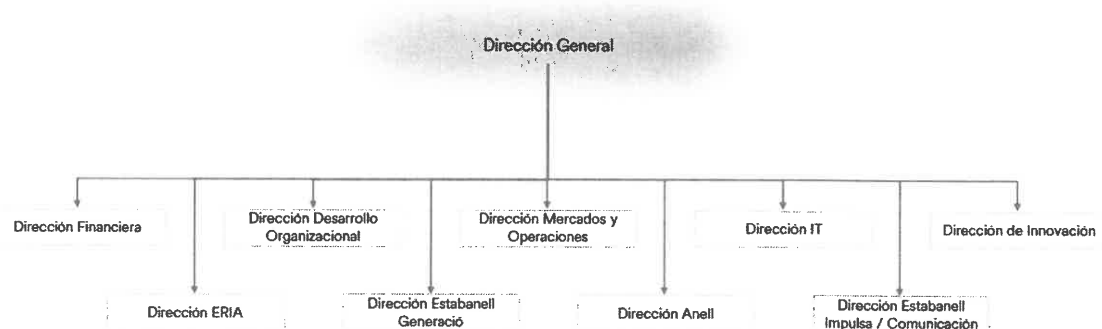 Dirección General
Dirección Financiera
Dirección Desarrollo
Organizacional
Dirección Mercados y
Operaciones
Dirección IT
Dirección de Innovación
Dirección ERIA
Dirección Estabanell
Generació
Dirección Anell
Dirección Estabanell
Impulsa / Comunicación